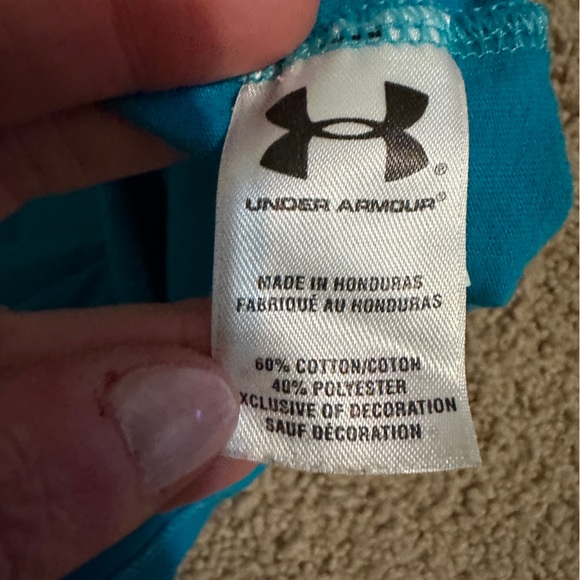 UNDER ARMOUR®
MADE IN HONDURAS
FABRIQUÉ AU HONDURAS
60% COTTON/COTON
40% POLYESTER
XCLUSIVE OF DECORATION
SAUF DÉCORATION